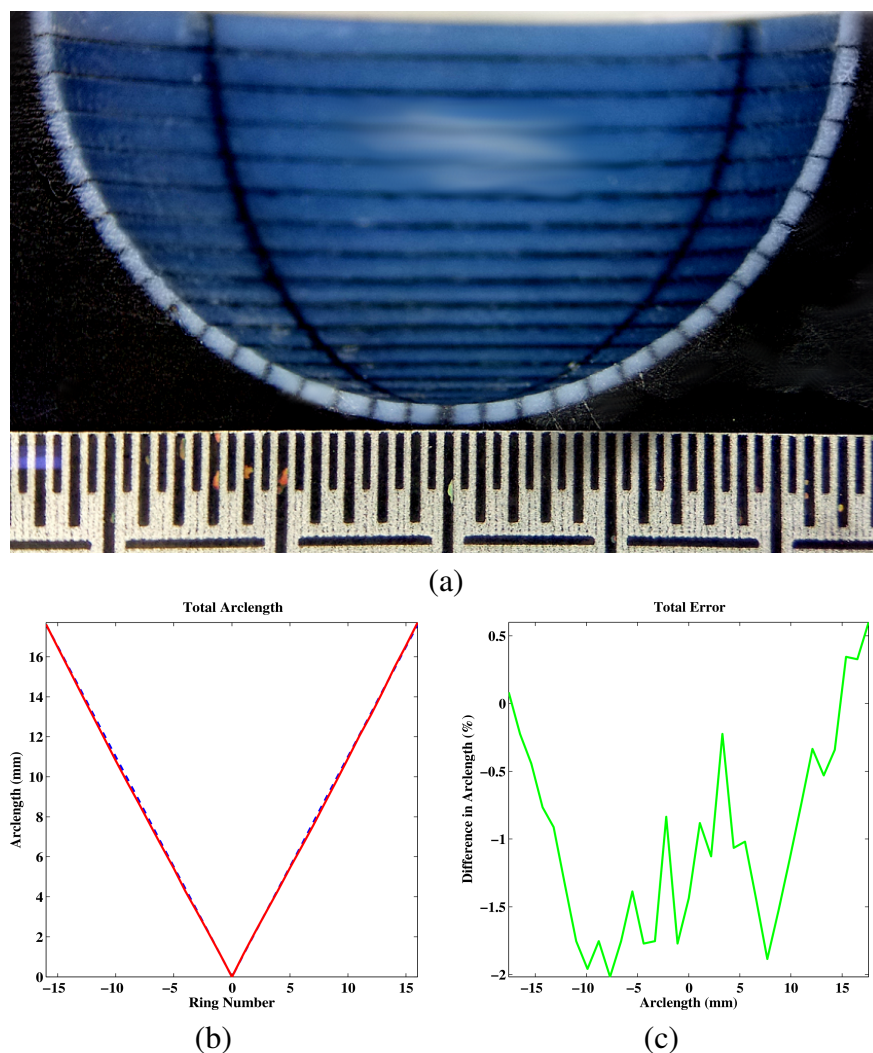 (a)
Total Arclength
16
14
12
10
8
6
4
2
0
−15 −10 −5 0 5 10 15
Arclength (mm)
Ring Number
(b)
Total Error
0.5
0
−0.5
−1
−1.5
−2
−15 −10 −5 0 5 10 15
Difference in Arclength (%)
Arclength (mm)
(c)